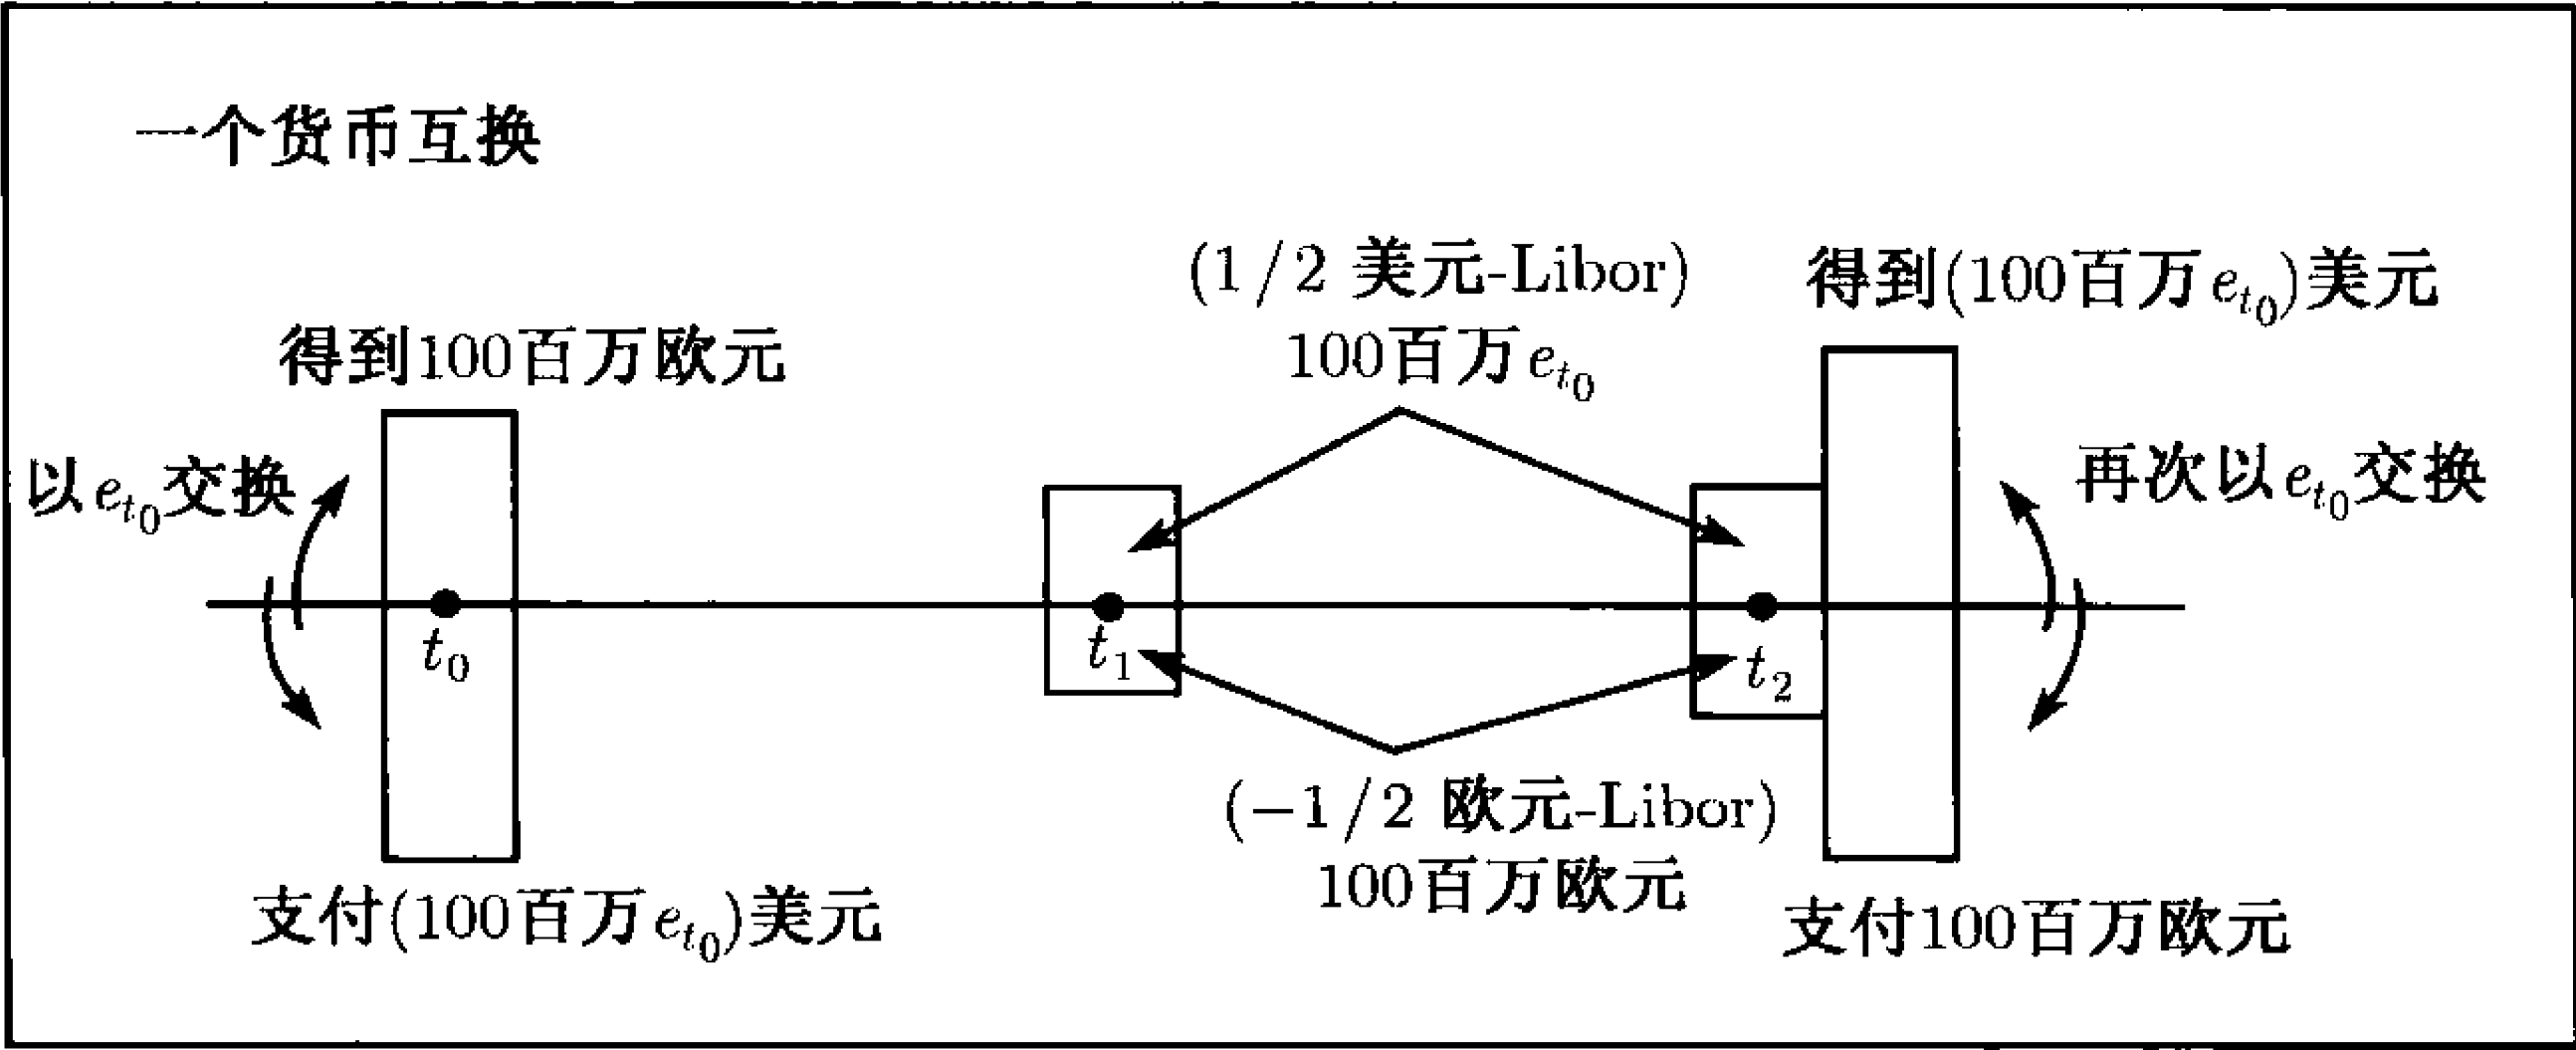 一个货币互换
(1/2 美元-Libor)
100百万 e_{t_0}
得到(100百万 e_{t_0})美元
得到100百万欧元
以 e_{t_0} 交换
再次以 e_{t_0} 交换
t_0
t_1
t_2
(−1/2 欧元-Libor)
100百万欧元
支付(100百万 e_{t_0})美元
支付100百万欧元